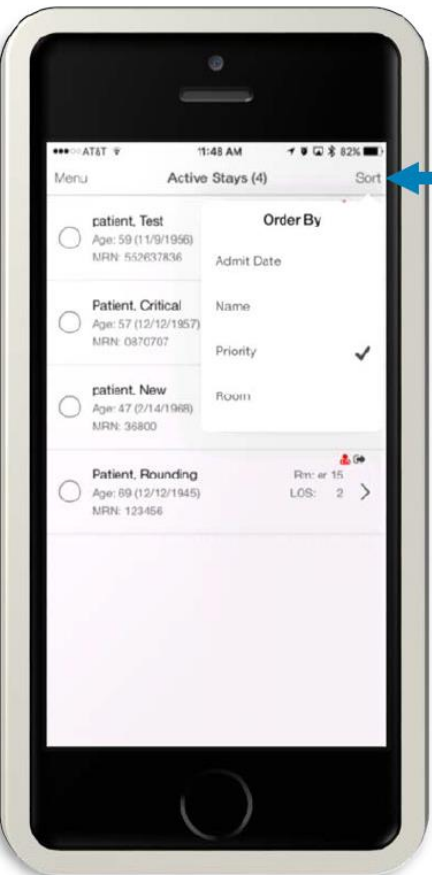 AT&T 11:48 AM 82%
Menu Active Stays (4) Sort
patient, Test
Age: 59 (11/9/1956)
MRN: 552637836
Patient, Critical
Age: 57 (12/12/1957)
MRN: 0870707
patient, New
Age: 47 (2/14/1968)
MRN: 36800
Patient, Rounding
Age: 69 (12/12/1945)
MRN: 123456
Rm: er 15
LOS: 2
Order By
Admit Date
Name
Priority
Room